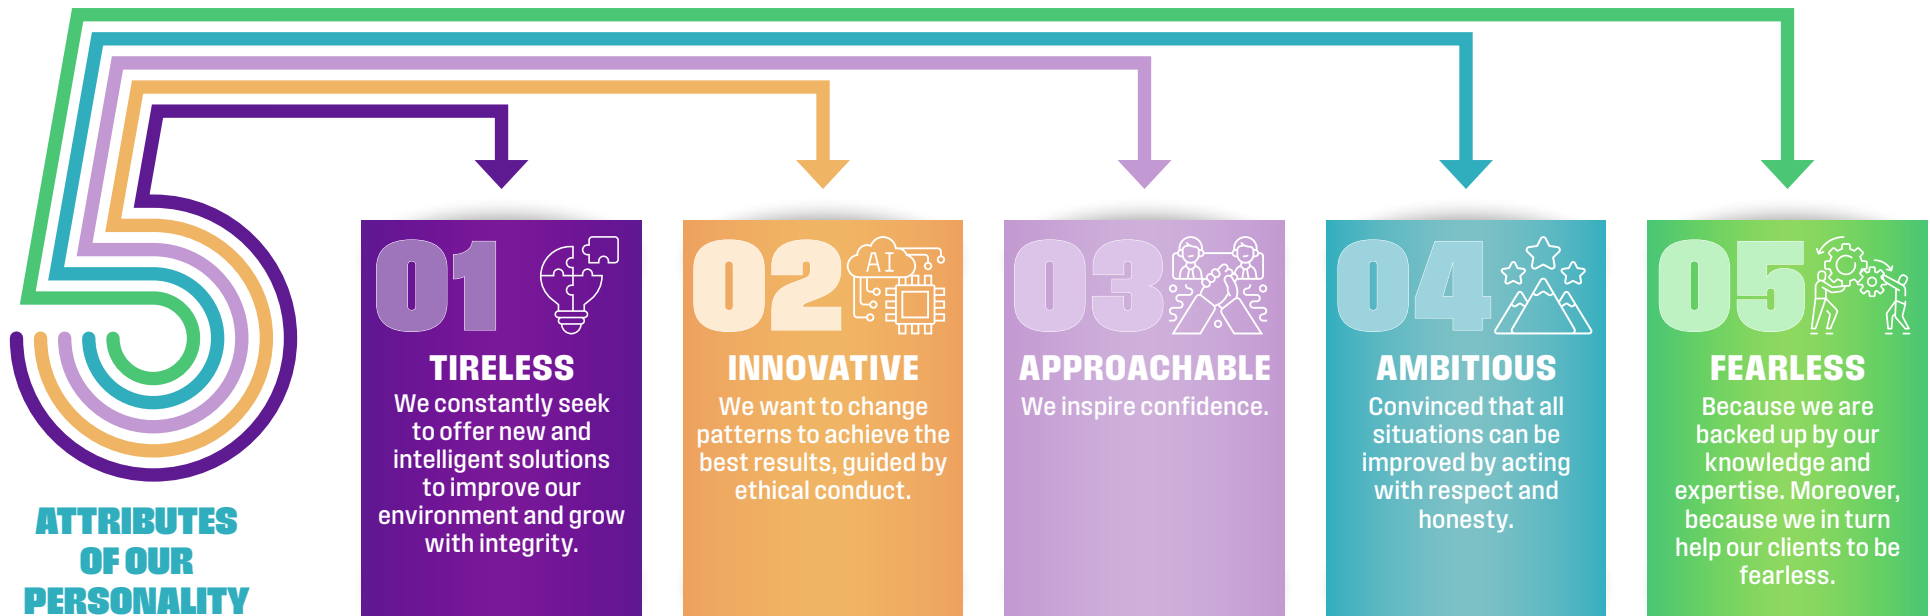 ATTRIBUTES
OF OUR
PERSONALITY
01
TIRELESS
We constantly seek
to offer new and
intelligent solutions
to improve our
environment and grow
with integrity.
02
AI
INNOVATIVE
We want to change
patterns to achieve the
best results, guided by
ethical conduct.
03
APPROACHABLE
We inspire confidence.
04
AMBITIOUS
Convinced that all
situations can be
improved by acting
with respect and
honesty.
05
FEARLESS
Because we are
backed up by our
knowledge and
expertise. Moreover,
because we in turn
help our clients to be
fearless.